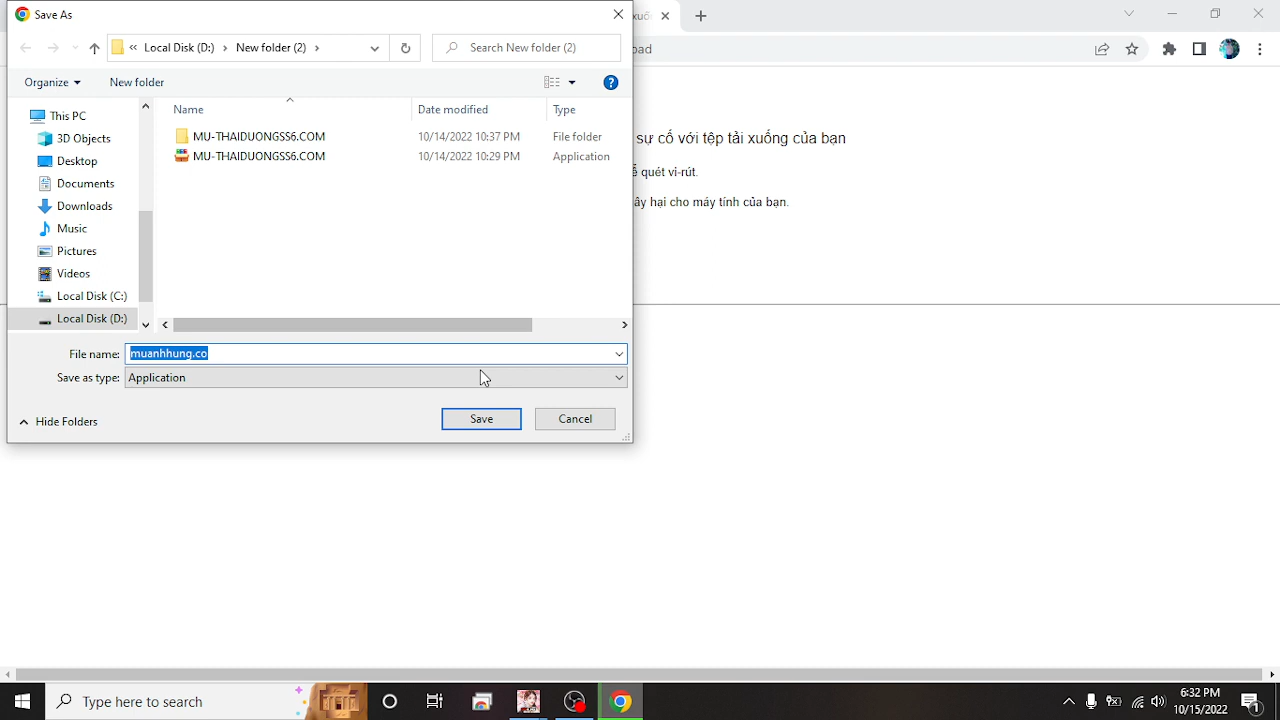 Save As
xuố
Local Disk (D:) › New folder (2) ›
Search New folder (2)
oad
Organize
New folder
Name
Date modified
Type
This PC
3D Objects
Desktop
Documents
Downloads
Music
Pictures
Videos
Local Disk (C:)
Local Disk (D:)
MU-THAIDUONGSS6.COM 10/14/2022 10:37 PM File folder
MU-THAIDUONGSS6.COM 10/14/2022 10:29 PM Application
sự cố với tệp tải xuống của bạn
ể quét vi-rút.
ây hại cho máy tính của bạn.
File name: muanhhung.co
Save as type: Application
Hide Folders
Save
Cancel
Type here to search
6:32 PM
10/15/2022
1